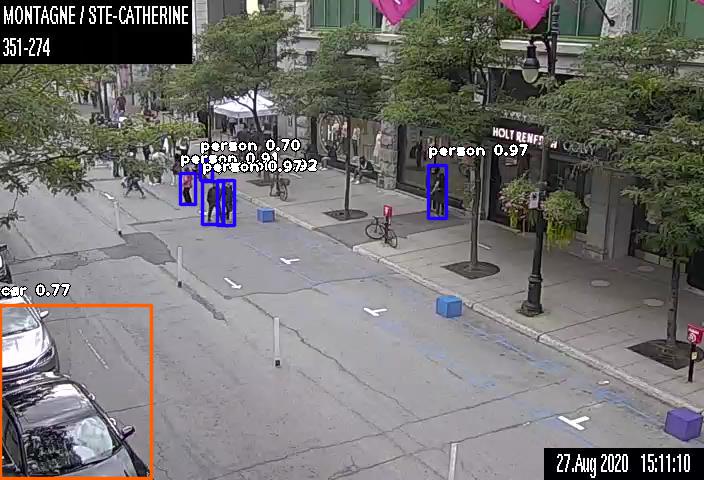 MONTAGNE / STE-CATHERINE
351-274
person 0.70
person 0.91
person 0.97
person 0.97
HOLT RENFR
car 0.77
27.Aug 2020 15:11:10